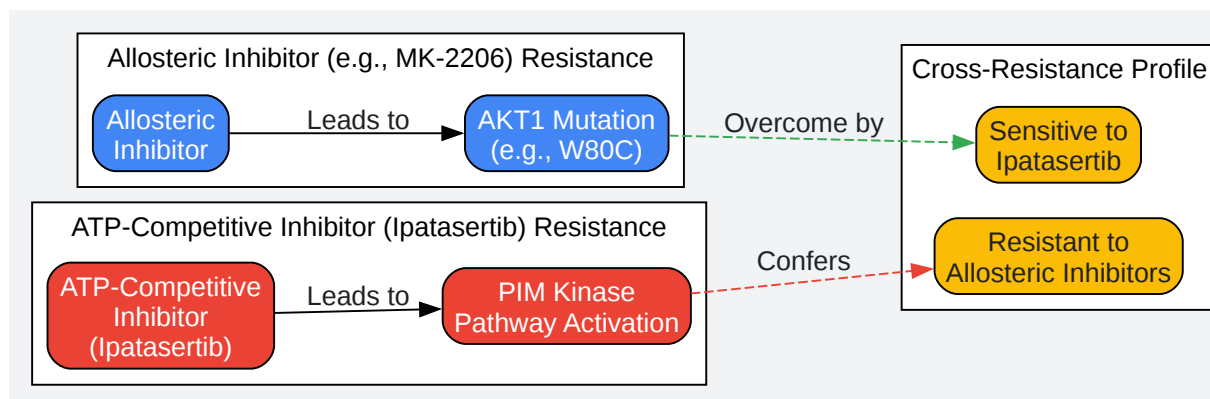 Allosteric Inhibitor (e.g., MK-2206) Resistance
Allosteric
Inhibitor
Leads to
AKT1 Mutation
(e.g., W80C)
Overcome by
Cross-Resistance Profile
Sensitive to
Ipatasertib
ATP-Competitive Inhibitor (Ipatasertib) Resistance
ATP-Competitive
Inhibitor
(Ipatasertib)
Leads to
PIM Kinase
Pathway Activation
Confers
Resistant to
Allosteric Inhibitors